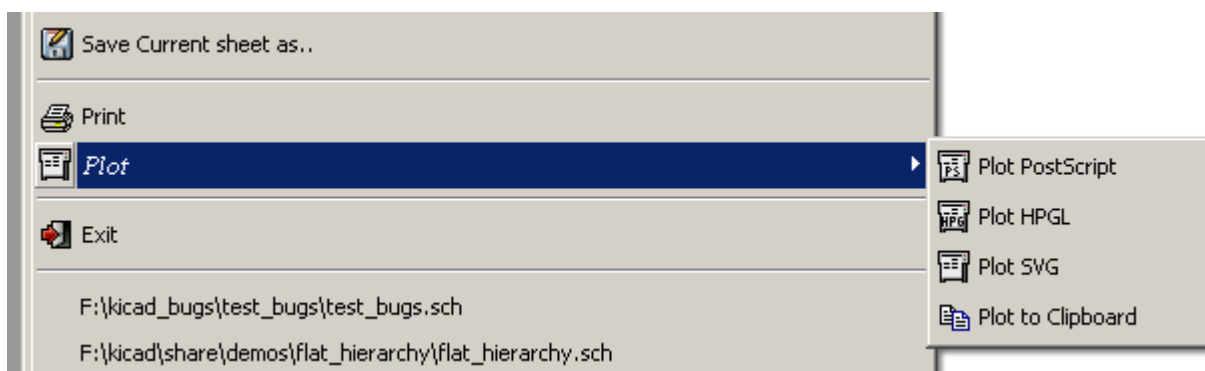 Save Current sheet as..
Print
Plot
Plot PostScript
Plot HPGL
Plot SVG
Plot to Clipboard
Exit
F:\kicad_bugs\test_bugs\test_bugs.sch
F:\kicad\share\demos\flat_hierarchy\flat_hierarchy.sch